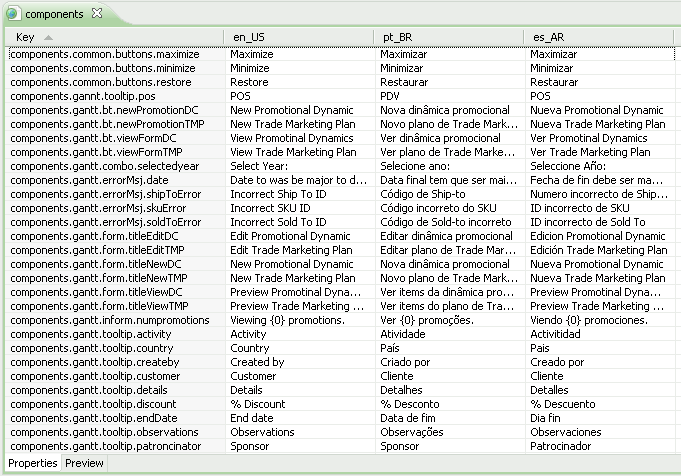 components
Key en_US pt_BR es_AR
components.common.buttons.maximize Maximize Maximizar Maximizar
components.common.buttons.minimize Minimize Minimizar Minimizar
components.common.buttons.restore Restore Restaurar Restaurar
components.gannt.tooltip.pos POS PDV POS
components.gantt.bt.newPromotionDC New Promotional Dynamic Nova dinâmica promocional Nueva Promotional Dynamic
components.gantt.bt.newPromotionTMP New Trade Marketing Plan Novo plano de Trade Mark... Nueva Trade Marketing Plan
components.gantt.bt.viewFormDC View Promotinal Dynamics Ver dinâmica promocional Ver Promotinal Dynamics
components.gantt.bt.viewFormTMP View Trade Marketing Plan Ver plano de Trade Marke... Ver Trade Marketing Plan
components.gantt.combo.selectedyear Select Year: Selecione ano: Seleccione Año:
components.gantt.errorMsj.date Date to was be major to d... Data final tem que ser mai... Fecha de fin debe ser ma...
components.gantt.errorMsj.shipToError Incorrect Ship To ID Código de Ship-to Numero incorrecto de Ship...
components.gantt.errorMsj.skuError Incorrect SKU ID Código incorreto do SKU ID incorrecto de SKU
components.gantt.errorMsj.soldToError Incorrect Sold To ID Código de Sold-to incorreto ID incorrecto de Sold To
components.gantt.form.titleEditDC Edit Promotional Dynamic Editar dinâmica promocional Edicion Promotional Dynamic
components.gantt.form.titleEditTMP Edit Trade Marketing Plan Editar plano de Trade Mar... Edición Trade Marketing Plan
components.gantt.form.titleNewDC New Promotional Dynamic Nova dinâmica promocional Nueva Promotional Dynamic
components.gantt.form.titleNewTMP New Trade Marketing Plan Novo plano de Trade Mark... Nueva Trade Marketing Plan
components.gantt.form.titleViewDC Preview Promotinal Dyna... Ver items da dinâmica pro... Preview Promotinal Dyna...
components.gantt.form.titleViewTMP Preview Trade Marketing ... Ver items do plano de Tra... Preview Trade Marketing ...
components.gantt.inform.numpromotions Viewing {0} promotions. Ver {0} promoções. Viendo {0} promociones.
components.gantt.tooltip.activity Activity Atividade Activitidad
components.gantt.tooltip.country Country País Pais
components.gantt.tooltip.createby Created by Criado por Creado por
components.gantt.tooltip.customer Customer Cliente Cliente
components.gantt.tooltip.details Details Detalhes Detalles
components.gantt.tooltip.discount % Discount % Desconto % Descuento
components.gantt.tooltip.endDate End date Data de fim Dia fin
components.gantt.tooltip.observations Observations Observações Observaciones
components.gantt.tooltip.patroncinator Sponsor Sponsor Patrocinador
Properties Preview